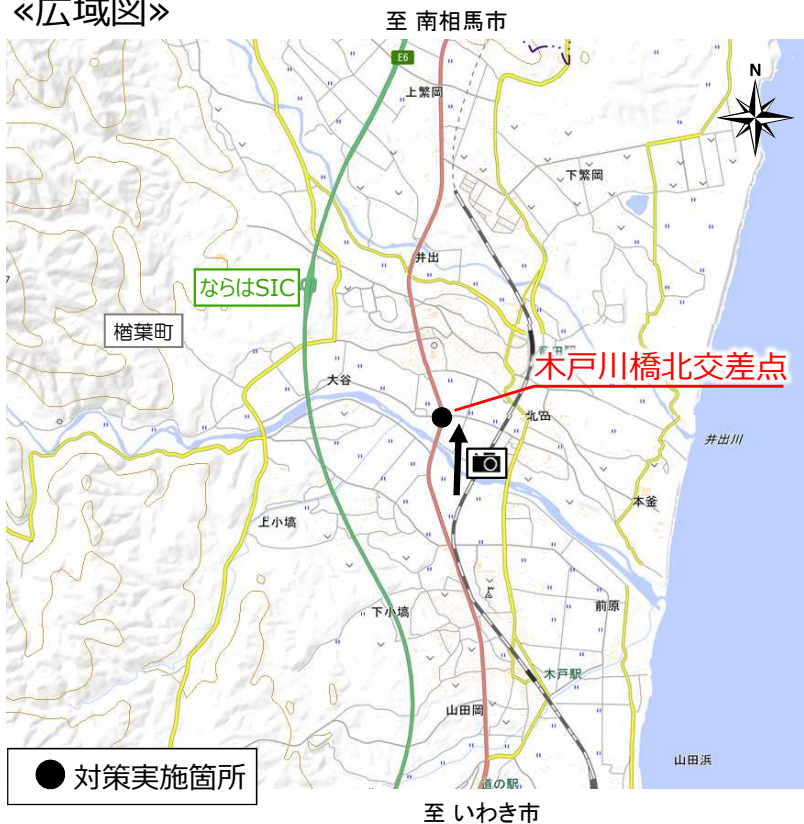 ≪広域図≫
至 南相馬市
E6
N
上繁岡
下繁岡
井出
ならはSIC
楢葉町
木戸川橋北交差点
大谷
北田
井出川
本釜
上小塙
下小塙
前原
木戸駅
山田岡
山田浜
道の駅
● 対策実施箇所
至 いわき市